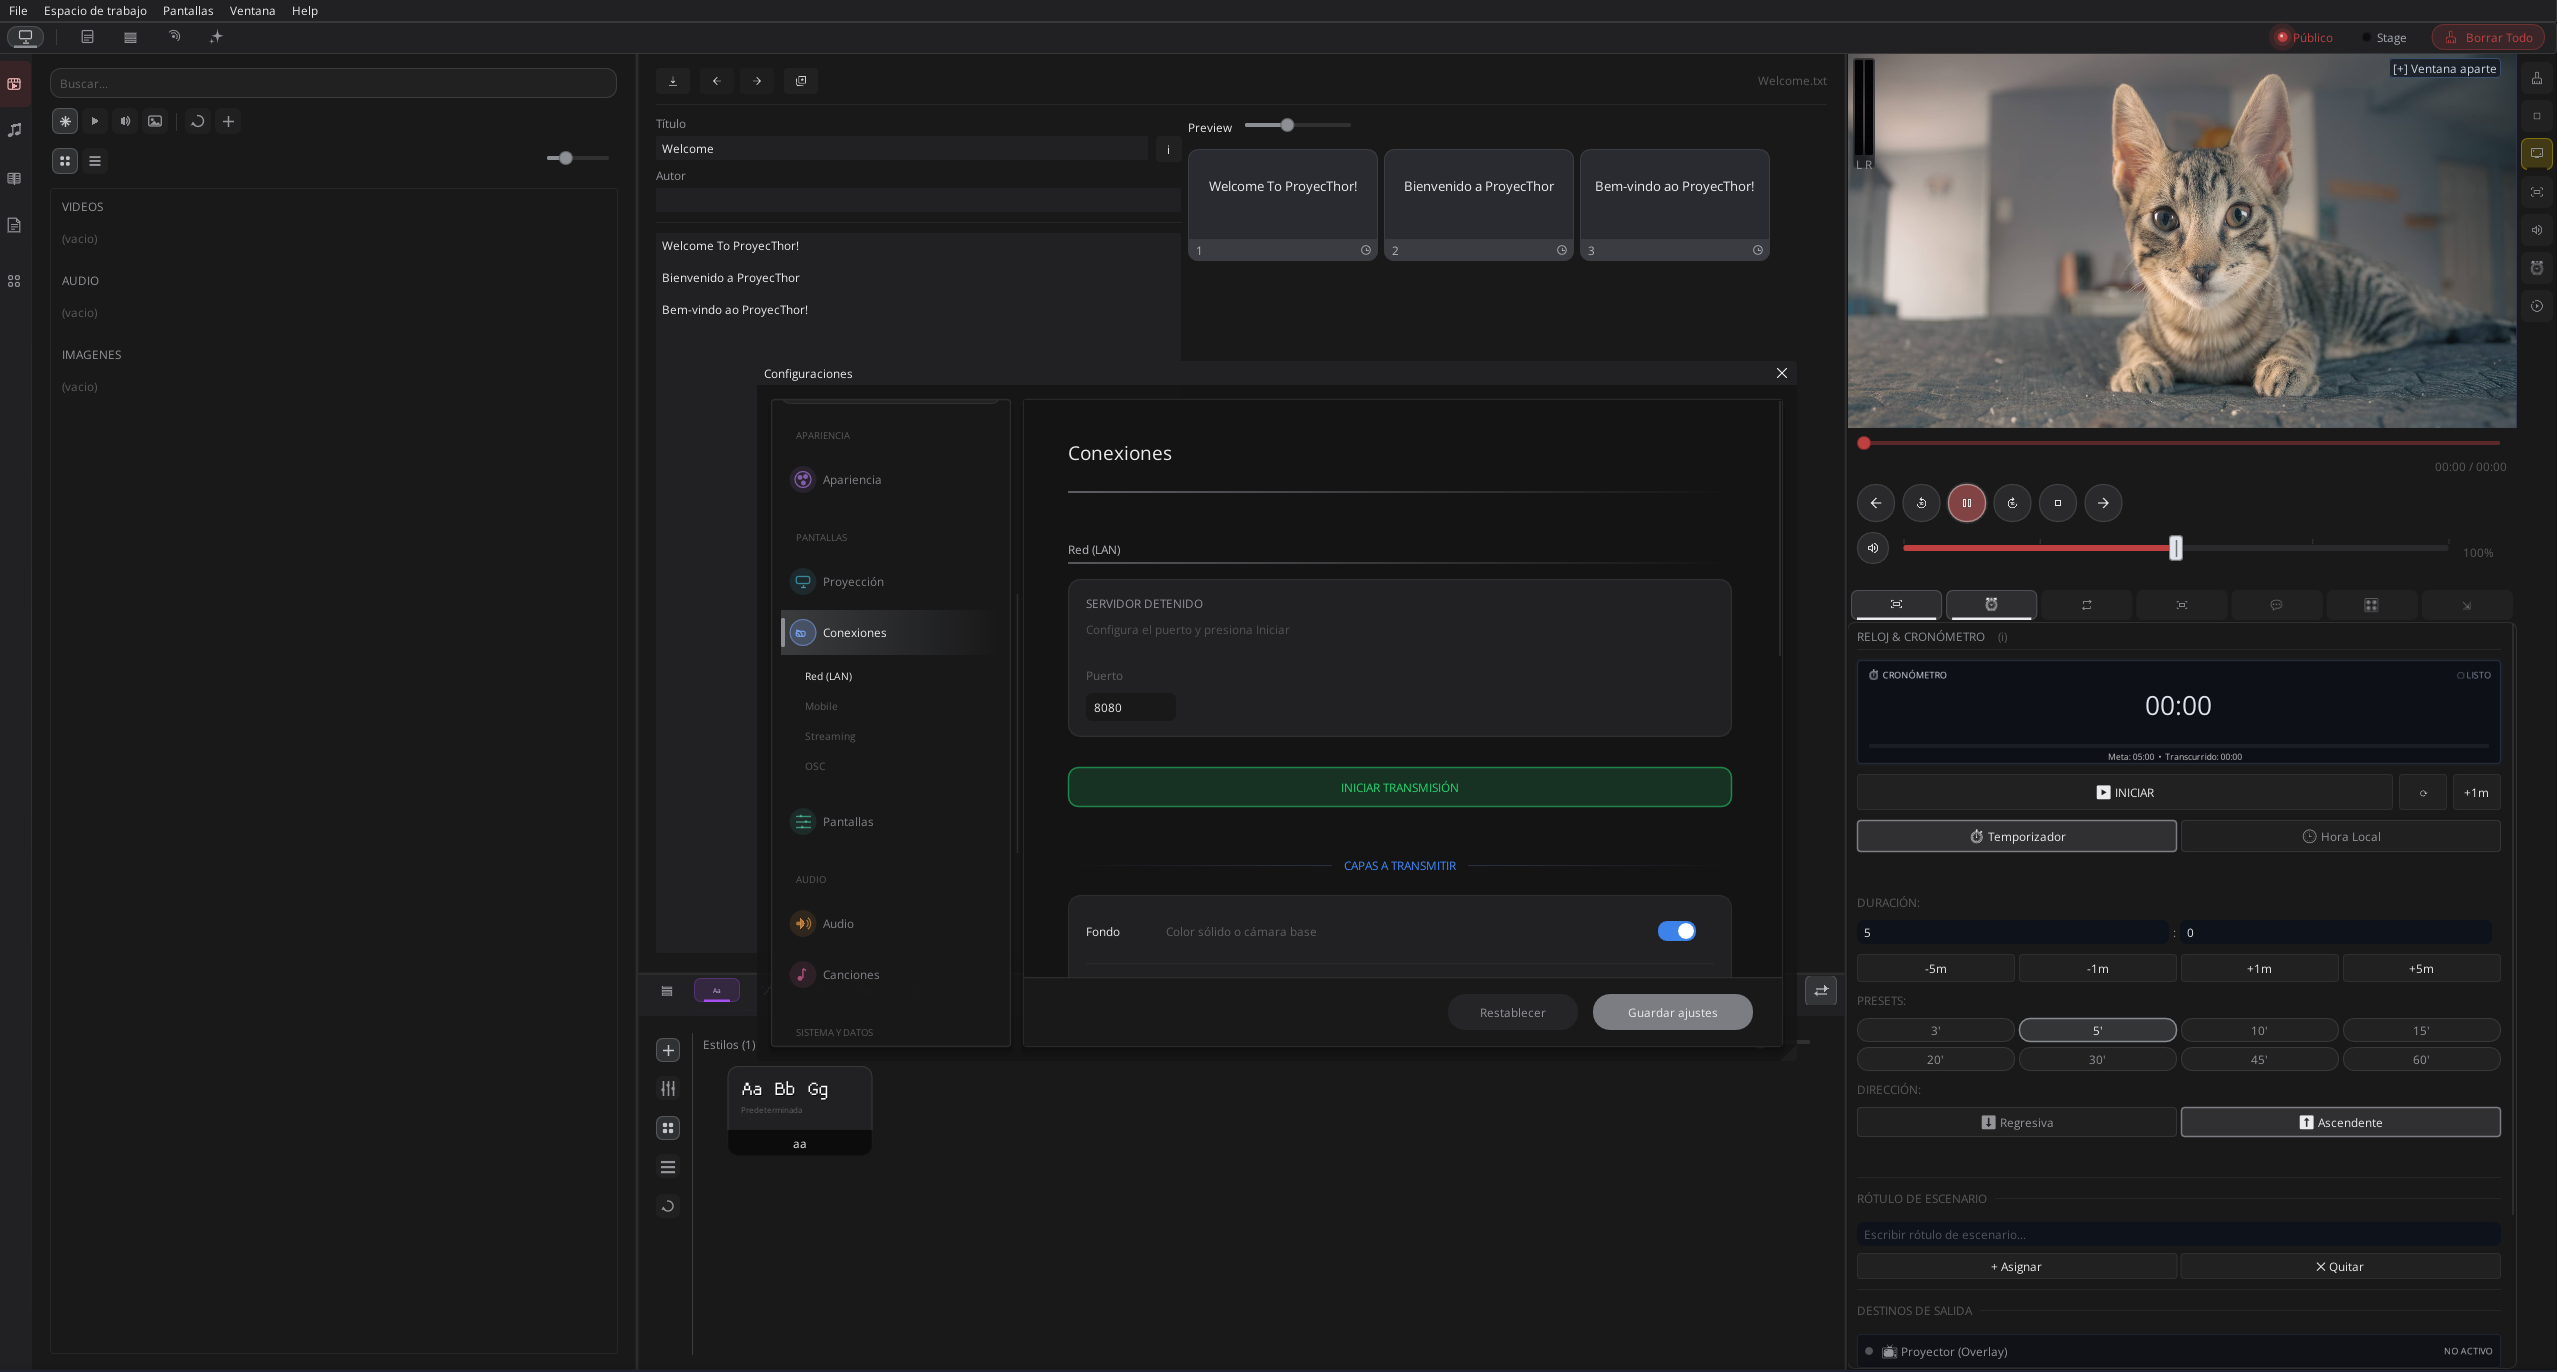 File Espacio de trabajo Pantallas Ventana Help
Público Stage Borrar Todo
Buscar...
VIDEOS
(vacio)
AUDIO
(vacio)
IMAGENES
(vacio)
Welcome.txt
Título
Welcome
i
Autor
Welcome To ProyecThor!
Bienvenido a ProyecThor
Bem-vindo ao ProyecThor!
Preview
Welcome To ProyecThor!
1
Bienvenido a ProyecThor
2
Bem-vindo ao ProyecThor!
3
Configuraciones
APARIENCIA
Apariencia
PANTALLAS
Proyección
Conexiones
Red (LAN)
Mobile
Streaming
OSC
Pantallas
AUDIO
Audio
Canciones
SISTEMA Y DATOS
Conexiones
Red (LAN)
SERVIDOR DETENIDO
Configura el puerto y presiona Iniciar
Puerto
8080
INICIAR TRANSMISIÓN
CAPAS A TRANSMITIR
Fondo Color sólido o cámara base
Restablecer Guardar ajustes
Aa
Estilos (1)
Aa Bb Gg
Predeterminada
aa
[+] Ventana aparte
L R
00:00 / 00:00
100%
RELOJ & CRONÓMETRO (i)
CRONÓMETRO LISTO
00:00
Meta: 05:00 • Transcurrido: 00:00
INICIAR +1m
Temporizador Hora Local
DURACIÓN:
5 : 0
-5m -1m +1m +5m
PRESETS:
3' 5' 10' 15'
20' 30' 45' 60'
DIRECCIÓN:
Regresiva Ascendente
RÓTULO DE ESCENARIO
Escribir rótulo de escenario...
+ Asignar Quitar
DESTINOS DE SALIDA
Proyector (Overlay) NO ACTIVO